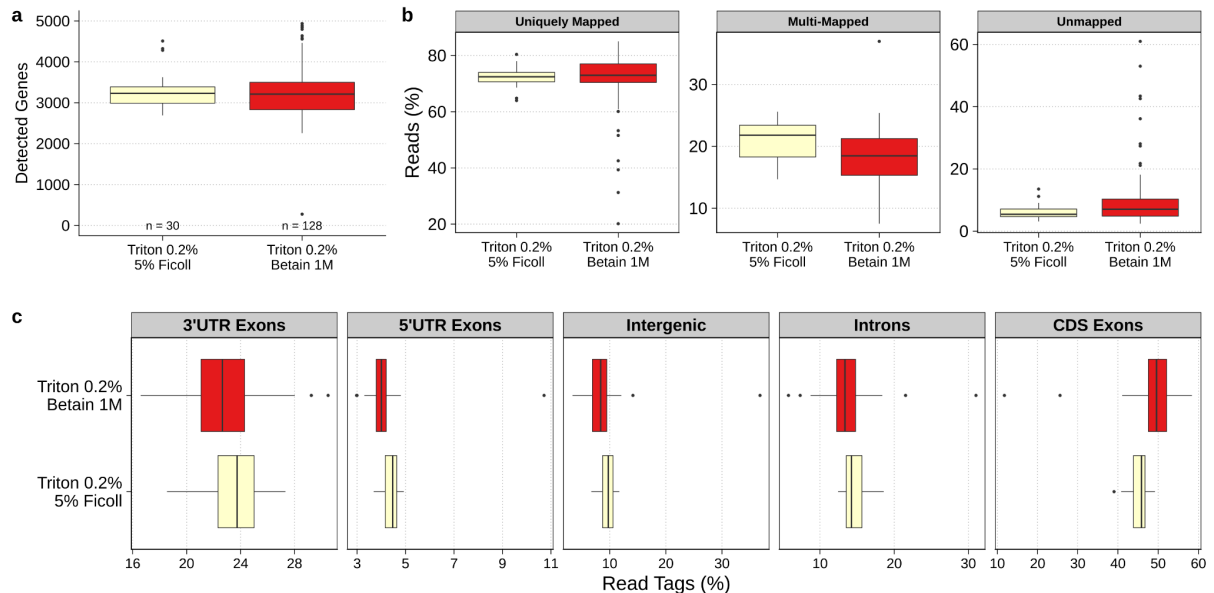 a
Detected Genes
5000
4000
3000
2000
1000
0
n = 30
n = 128
Triton 0.2%
5% Ficoll
Triton 0.2%
Betain 1M
b
Reads (%)
Uniquely Mapped
80
60
40
20
Triton 0.2%
5% Ficoll
Triton 0.2%
Betain 1M
Multi-Mapped
30
20
10
Triton 0.2%
5% Ficoll
Triton 0.2%
Betain 1M
Unmapped
60
40
20
0
Triton 0.2%
5% Ficoll
Triton 0.2%
Betain 1M
c
3'UTR Exons
5'UTR Exons
Intergenic
Introns
CDS Exons
Triton 0.2%
Betain 1M
Triton 0.2%
5% Ficoll
16 20 24 28
3 5 7 9 11
10 20 30
10 20 30
10 20 30 40 50 60
Read Tags (%)